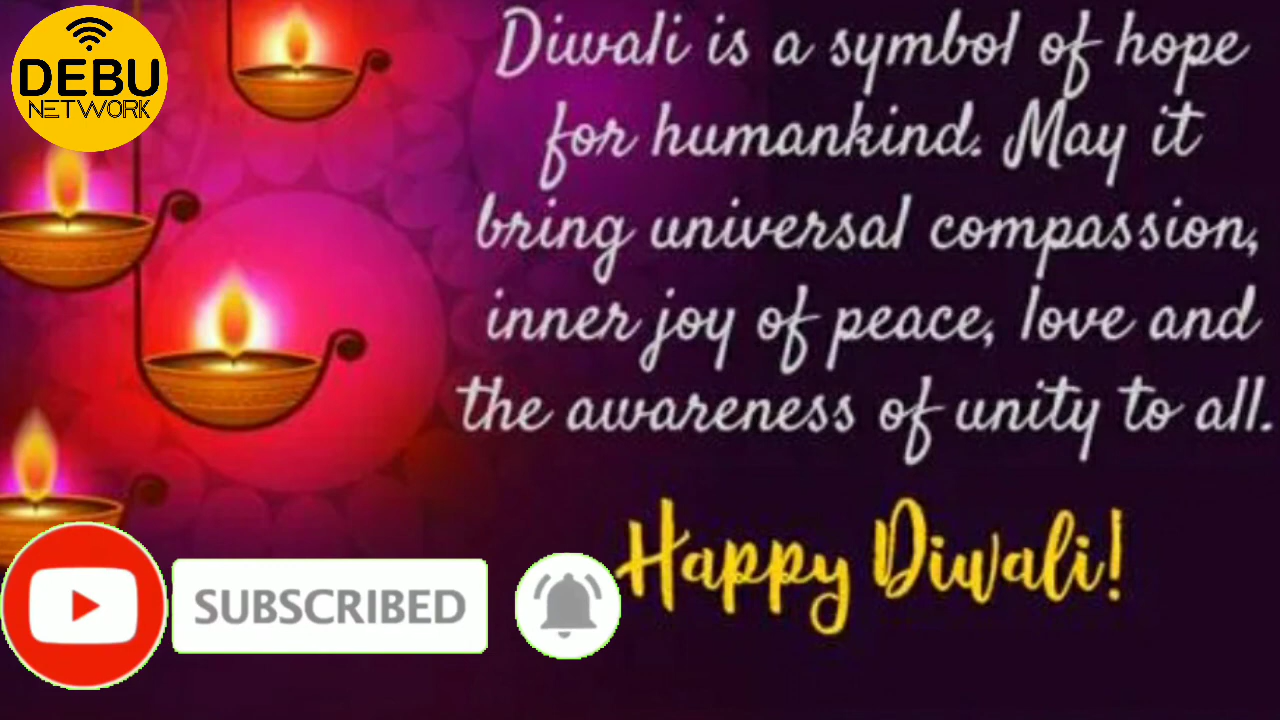 DEBU
NETWORK
Diwali is a symbol of hope
for humankind. May it
bring universal compassion,
inner joy of peace, love and
the awareness of unity to all.
Happy Diwali!
SUBSCRIBED